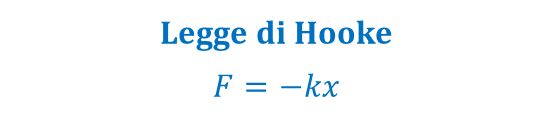 Legge di Hooke
F = −kx